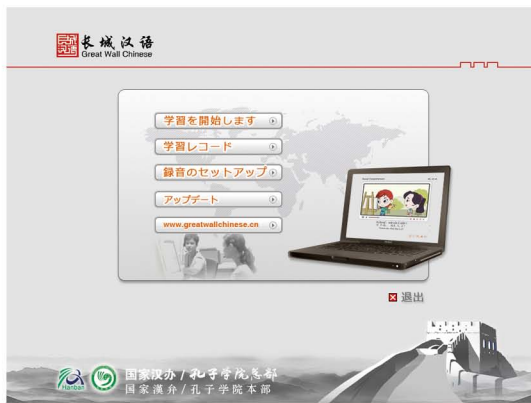 长城汉语
Great Wall Chinese
学習を開始します
学習レコード
録音のセットアップ
アップデート
www.greatwallchinese.cn
退出
Hanban
国家汉办 / 孔子学院总部
国家漢弁 / 孔子学院本部